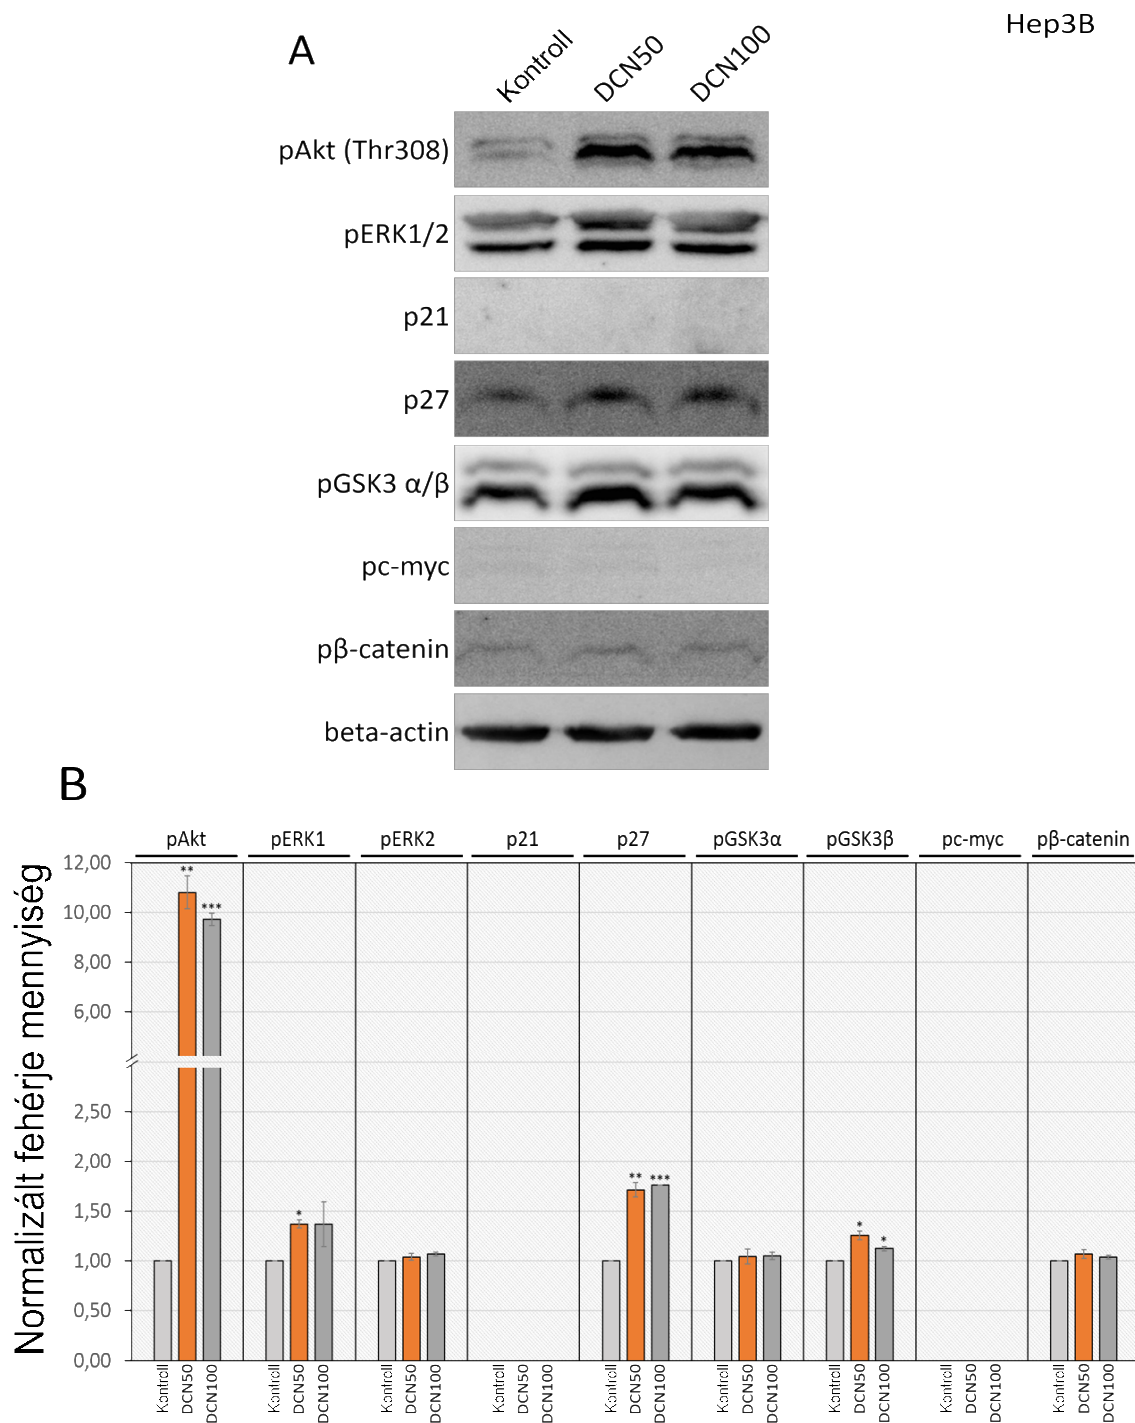 Hep3B
A
Kontroll DCN50 DCN100
pAkt (Thr308)
pERK1/2
p21
p27
pGSK3 α/β
pc-myc
pβ-catenin
beta-actin
B
pAkt pERK1 pERK2 p21 p27 pGSK3α pGSK3β pc-myc pβ-catenin
Normalizált fehérje mennyiség
12,00
10,00
8,00
6,00
2,50
2,00
1,50
1,00
0,50
0,00
** ***
*
** ***
* *
Kontroll DCN50 DCN100 Kontroll DCN50 DCN100 Kontroll DCN50 DCN100 Kontroll DCN50 DCN100 Kontroll DCN50 DCN100 Kontroll DCN50 DCN100 Kontroll DCN50 DCN100 Kontroll DCN50 DCN100 Kontroll DCN50 DCN100